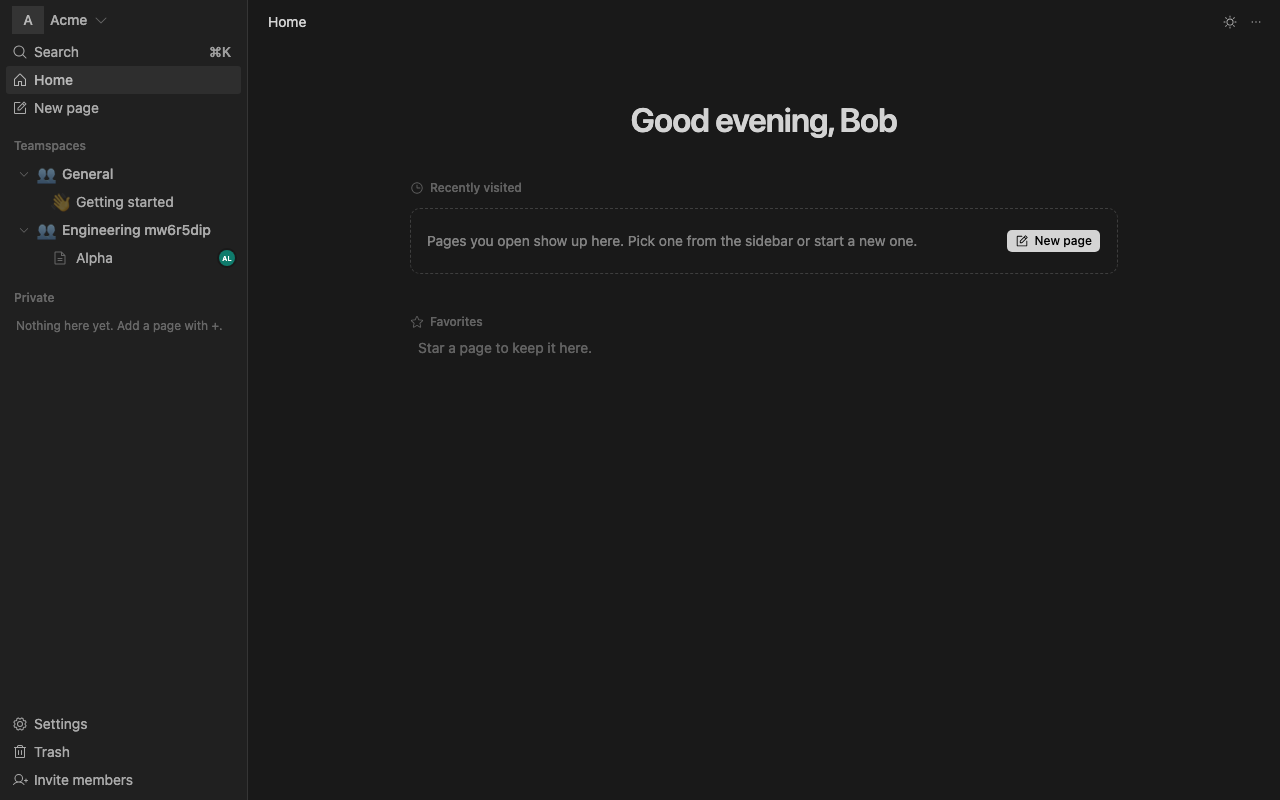 A Acme
Search ⌘K
Home
New page
Teamspaces
General
Getting started
Engineering mw6r5dip
Alpha AL
Private
Nothing here yet. Add a page with +.
Settings
Trash
Invite members
Home
Good evening, Bob
Recently visited
Pages you open show up here. Pick one from the sidebar or start a new one.
New page
Favorites
Star a page to keep it here.